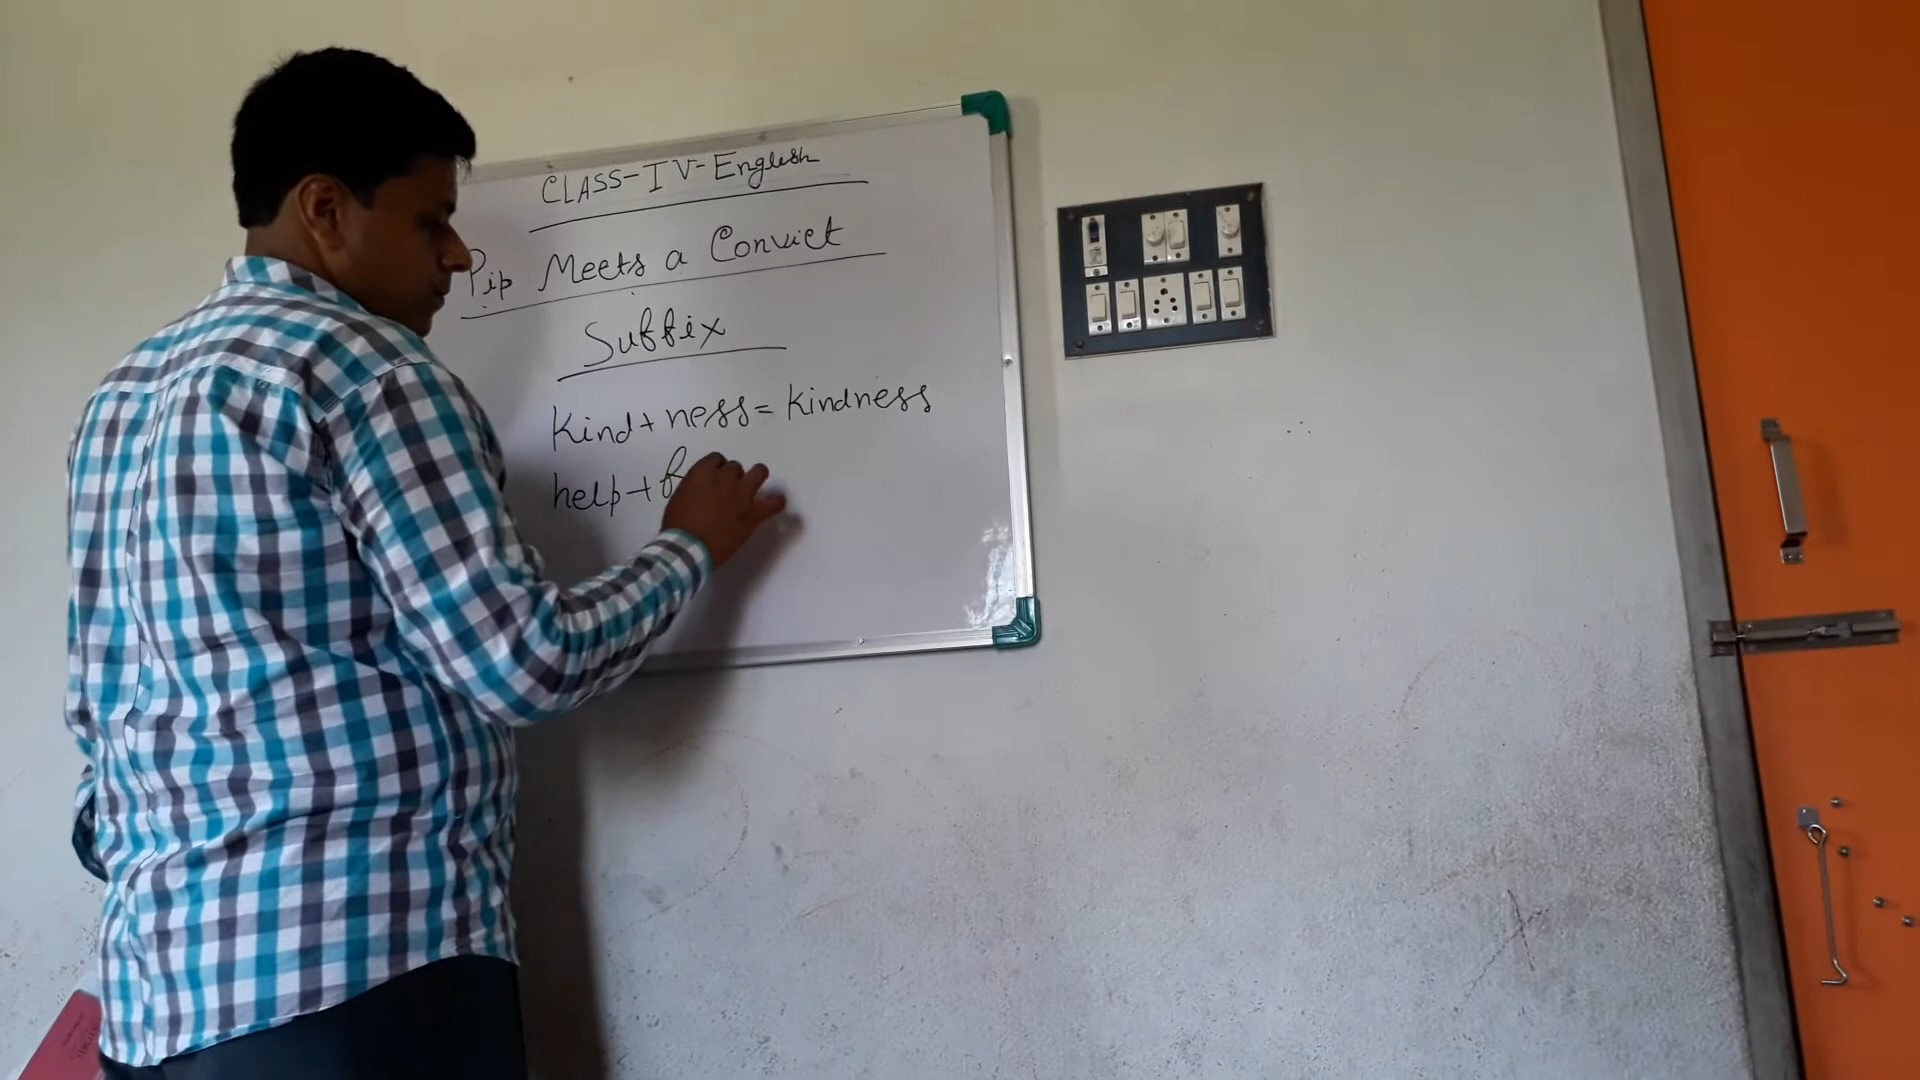 CLASS-IV-English
Pip Meets a Convict
Suffix
Kind + ness = Kindness
help + f